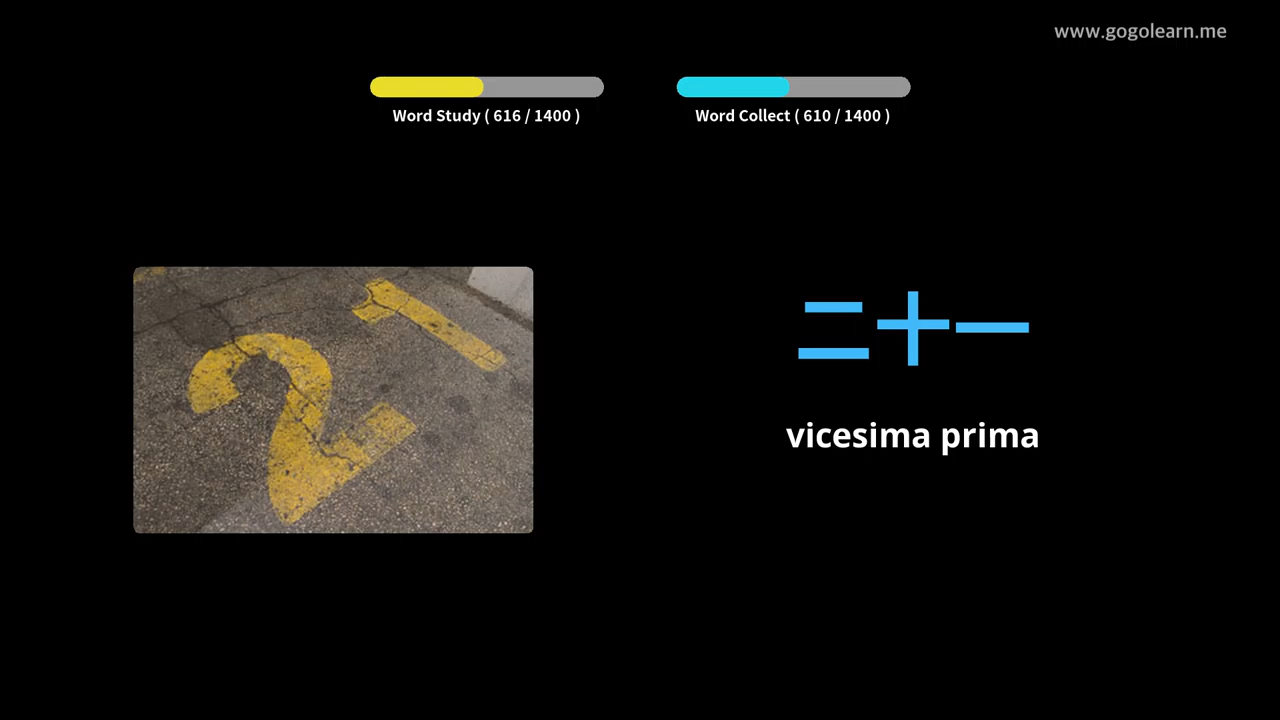 www.gogolearn.me
Word Study ( 616 / 1400 )
Word Collect ( 610 / 1400 )
21
二十一
vicesima prima